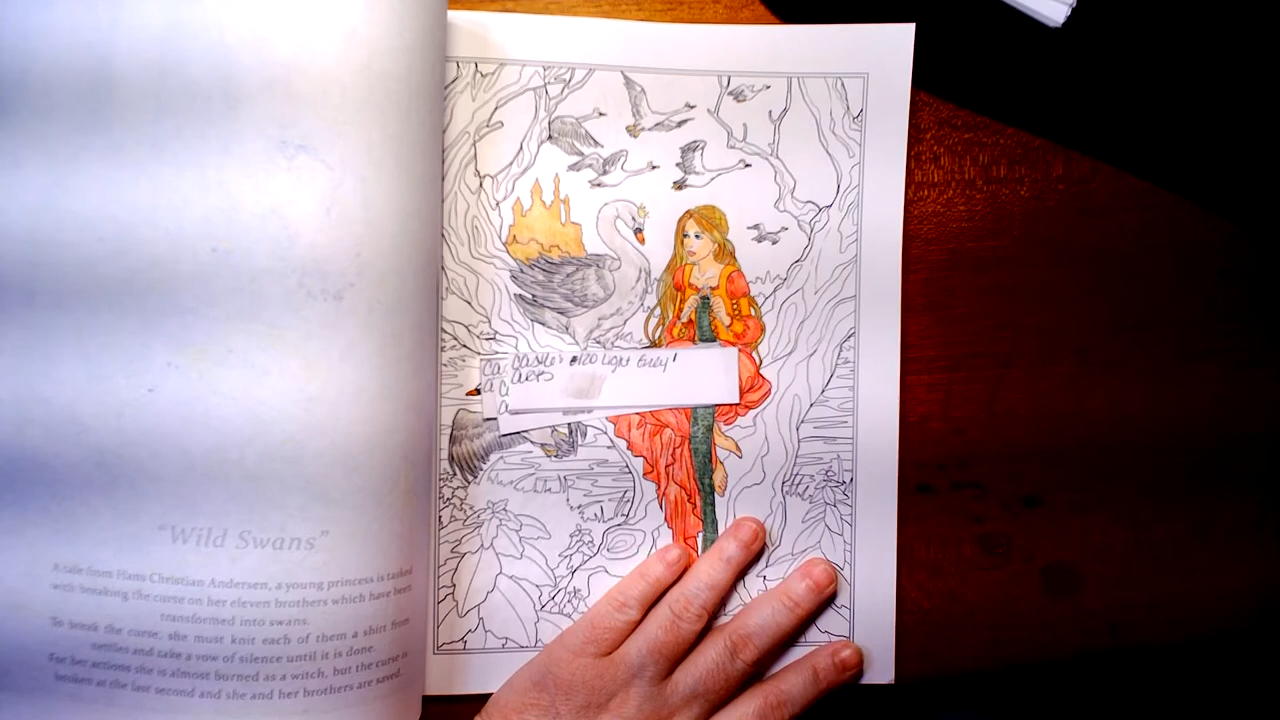 "Wild Swans"
A tale from Hans Christian Andersen, a young princess is tasked
with breaking the curse on her eleven brothers which have been
transformed into swans.
To break the curse, she must knit each of them a shirt from
nettles and take a vow of silence until it is done.
For her actions she is almost burned as a witch, but the curse is
broken at the last second and she and her brothers are saved.
#120 Light Grey!